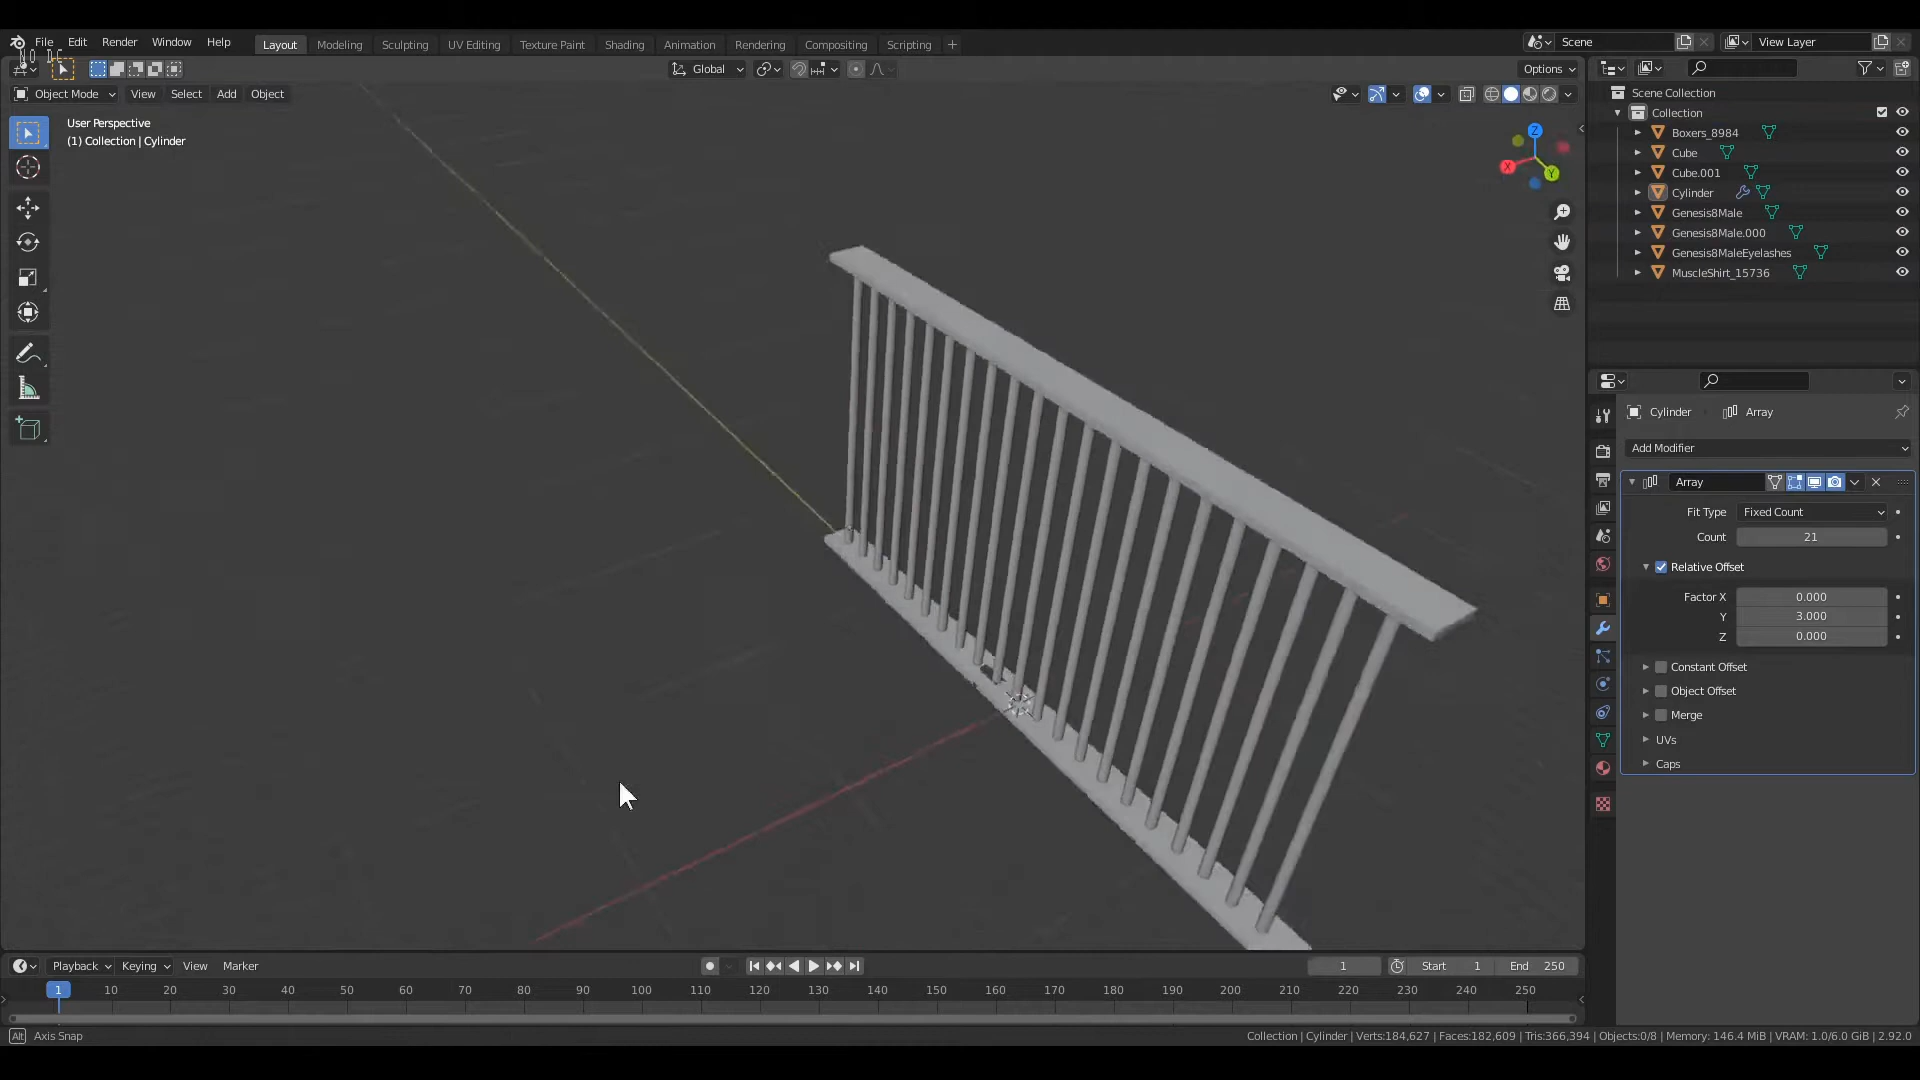 File Edit Render Window Help Layout Modeling Sculpting UV Editing Texture Paint Shading Animation Rendering Compositing Scripting + Scene View Layer
Global Options
Object Mode View Select Add Object
User Perspective
(1) Collection | Cylinder
Z
X
Y
Scene Collection
Collection
Boxers_8984
Cube
Cube.001
Cylinder
Genesis8Male
Genesis8Male.000
Genesis8MaleEyelashes
MuscleShirt_15736
Cylinder Array
Add Modifier
Array
Fit Type Fixed Count
Count 21
Relative Offset
Factor X 0.000
Y 3.000
Z 0.000
Constant Offset
Object Offset
Merge
UVs
Caps
Playback Keying View Marker 1 Start 1 End 250
1 10 20 30 40 50 60 70 80 90 100 110 120 130 140 150 160 170 180 190 200 210 220 230 240 250
Alt Axis Snap Collection | Cylinder | Verts:184,627 | Faces:182,609 | Tris:366,394 | Objects:0/8 | Memory: 146.4 MiB | VRAM: 1.0/6.0 GiB | 2.92.0